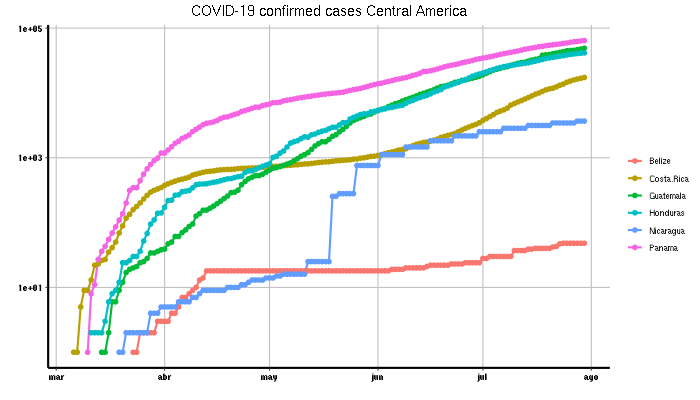 COVID-19 confirmed cases Central America
1e+05
1e+03
1e+01
mar abr may jun jul ago
Belize
Costa.Rica
Guatemala
Honduras
Nicaragua
Panama